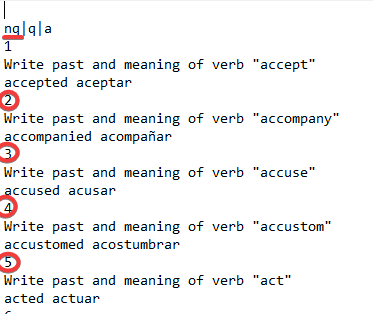 nq|q|a
1
Write past and meaning of verb "accept"
accepted aceptar
2
Write past and meaning of verb "accompany"
accompanied acompañar
3
Write past and meaning of verb "accuse"
accused acusar
4
Write past and meaning of verb "accustom"
accustomed acostumbrar
5
Write past and meaning of verb "act"
acted actuar